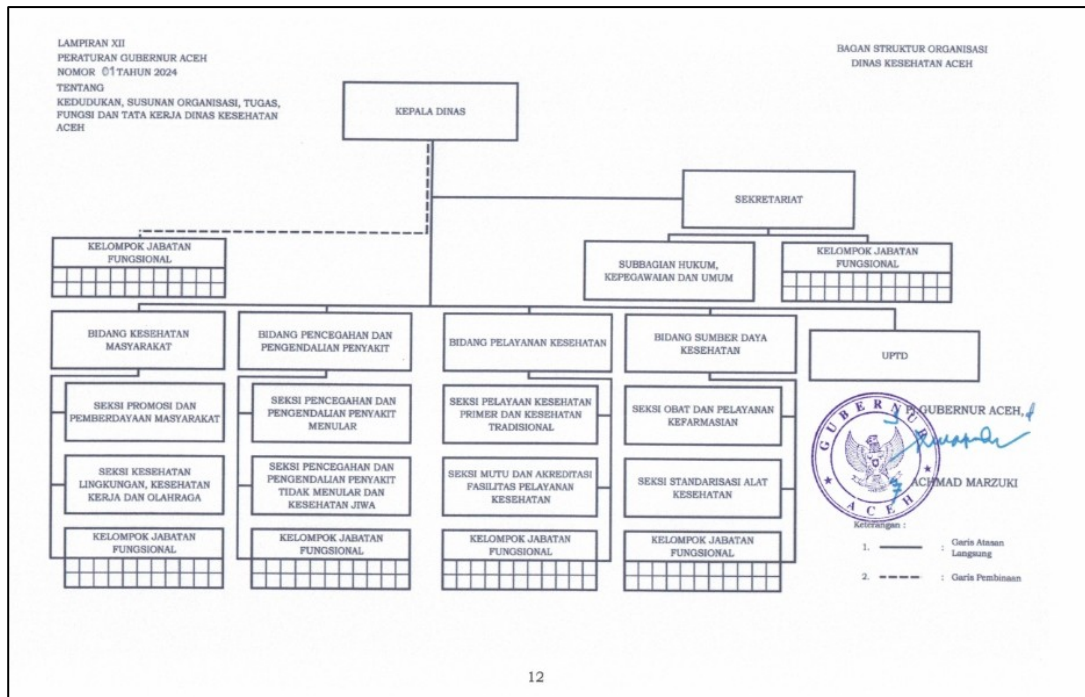 LAMPIRAN XII
PERATURAN GUBERNUR ACEH
NOMOR 01 TAHUN 2024
TENTANG
KEDUDUKAN, SUSUNAN ORGANISASI, TUGAS,
FUNGSI DAN TATA KERJA DINAS KESEHATAN
ACEH
BAGAN STRUKTUR ORGANISASI
DINAS KESEHATAN ACEH
KEPALA DINAS
SEKRETARIAT
KELOMPOK JABATAN
FUNGSIONAL
SUBBAGIAN HUKUM,
KEPEGAWAIAN DAN UMUM
KELOMPOK JABATAN
FUNGSIONAL
BIDANG KESEHATAN
MASYARAKAT
BIDANG PENCEGAHAN DAN
PENGENDALIAN PENYAKIT
BIDANG PELAYANAN KESEHATAN
BIDANG SUMBER DAYA
KESEHATAN
UPTD
SEKSI PROMOSI DAN
PEMBERDAYAAN MASYARAKAT
SEKSI PENCEGAHAN DAN
PENGENDALIAN PENYAKIT
MENULAR
SEKSI PELAYAAN KESEHATAN
PRIMER DAN KESEHATAN
TRADISIONAL
SEKSI OBAT DAN PELAYANAN
KEFARMASIAN
SEKSI KESEHATAN
LINGKUNGAN, KESEHATAN
KERJA DAN OLAHRAGA
SEKSI PENCEGAHAN DAN
PENGENDALIAN PENYAKIT
TIDAK MENULAR DAN
KESEHATAN JIWA
SEKSI MUTU DAN AKREDITASI
FASILITAS PELAYANAN
KESEHATAN
SEKSI STANDARISASI ALAT
KESEHATAN
KELOMPOK JABATAN
FUNGSIONAL
KELOMPOK JABATAN
FUNGSIONAL
KELOMPOK JABATAN
FUNGSIONAL
KELOMPOK JABATAN
FUNGSIONAL
GUBERNUR ACEH,
ACHMAD MARZUKI
GUBERNUR
ACEH
Keterangan :
1. : Garis Atasan
Langsung
2. : Garis Pembinaan
12